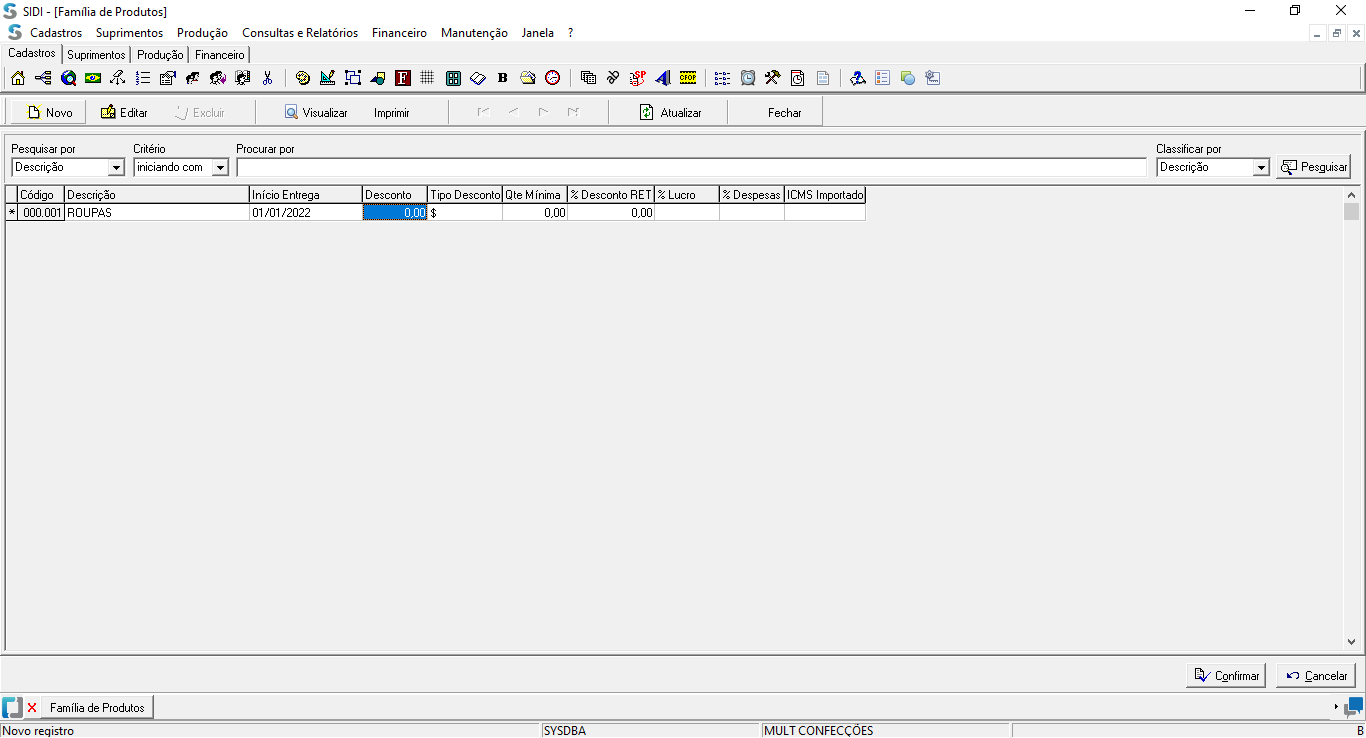 SIDI - [Família de Produtos]
Cadastros Suprimentos Produção Consultas e Relatórios Financeiro Manutenção Janela ?
Cadastros Suprimentos Produção Financeiro
F B SP CFOP
Novo Editar Excluir Visualizar Imprimir Atualizar Fechar
Pesquisar por Critério Procurar por Classificar por
Descrição iniciando com Descrição Pesquisar
Código Descrição Início Entrega Desconto Tipo Desconto Qte Mínima % Desconto RET % Lucro % Despesas ICMS Importado
* 000.001 ROUPAS 01/01/2022 0,00 $ 0,00 0,00
Confirmar Cancelar
Família de Produtos
Novo registro SYSDBA MULT CONFECÇÕES B